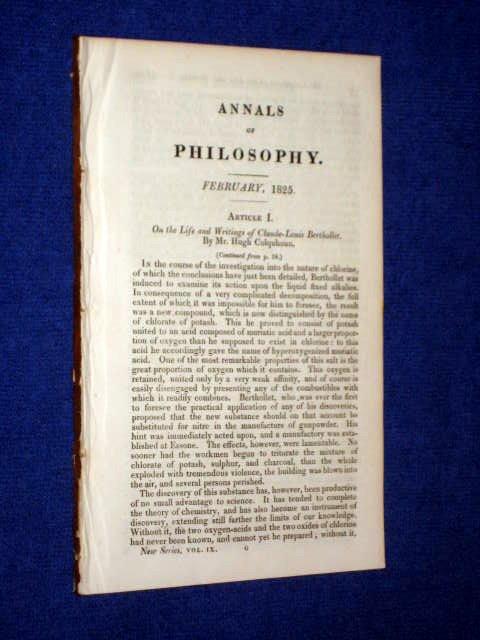 ANNALS
OF
PHILOSOPHY.
FEBRUARY, 1825.
ARTICLE I.
On the Life and Writings of Claude-Louis Berthollet.
By Mr. Hugh Colquhoun.
(Continued from p. 18.)
IN the course of the investigation into the nature of chlorine,
of which the conclusions have just been detailed, Berthollet was
induced to examine its action upon the liquid fixed alkalies.
In consequence of a very complicated decomposition, the full
extent of which it was impossible for him to foresee, the result
was a new compound, which is now distinguished by the name
of chlorate of potash. This he proved to consist of potash
united to an acid composed of muriatic acid and a larger propor-
tion of oxygen than he supposed to exist in chlorine: to this
acid he accordingly gave the name of hyperoxygenized muriatic
acid. One of the most remarkable properties of this salt is the
great proportion of oxygen which it contains. This oxygen is
retained, united only by a very weak affinity, and of course is
easily disengaged by presenting any of the combustibles with
which it readily combines. Berthollet, who was ever the first
to foresee the practical application of any of his discoveries,
proposed that the new substance should on that account be
substituted for nitre in the manufacture of gunpowder. His
hint was immediately acted upon, and a manufactory was esta-
blished at Essone. The effects, however, were lamentable. No
sooner had the workmen begun to triturate the mixture of
chlorate of potash, sulphur, and charcoal, than the whole
exploded with tremendous violence, the building was blown into
the air, and several persons perished.
The discovery of this substance has, however, been productive
of no small advantage to science. It has tended to complete
the theory of chemistry, and has also become an instrument of
discovery, extending still farther the limits of our knowledge.
Without it, the two oxygen-acids and the two oxides of chlorine
had never been known, and cannot yet be prepared; without it,
New Series, VOL. IX. G